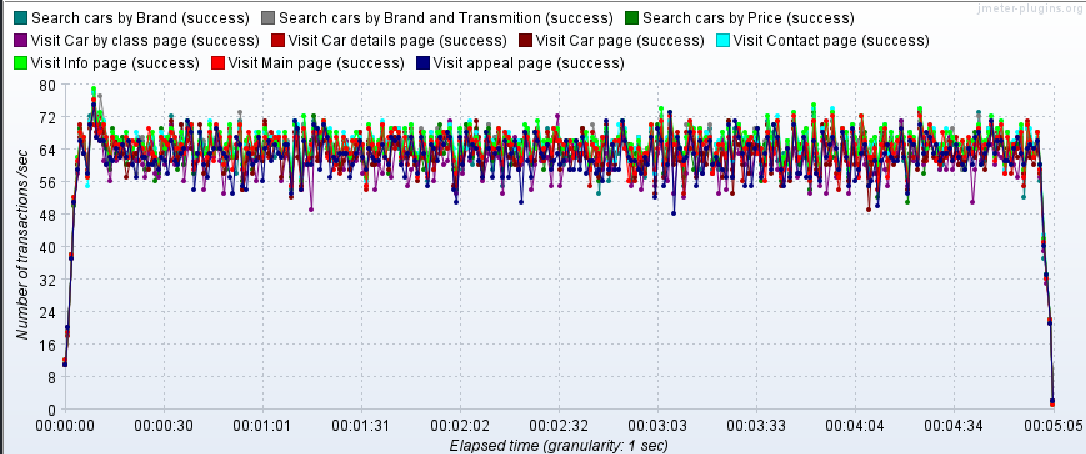 jmeter-plugins.org
Search cars by Brand (success) Search cars by Brand and Transmition (success) Search cars by Price (success)
Visit Car by class page (success) Visit Car details page (success) Visit Car page (success) Visit Contact page (success)
Visit Info page (success) Visit Main page (success) Visit appeal page (success)
80
72
64
56
48
40
32
24
16
8
0
Number of transactions /sec
00:00:00 00:00:30 00:01:01 00:01:31 00:02:02 00:02:32 00:03:03 00:03:33 00:04:04 00:04:34 00:05:05
Elapsed time (granularity: 1 sec)